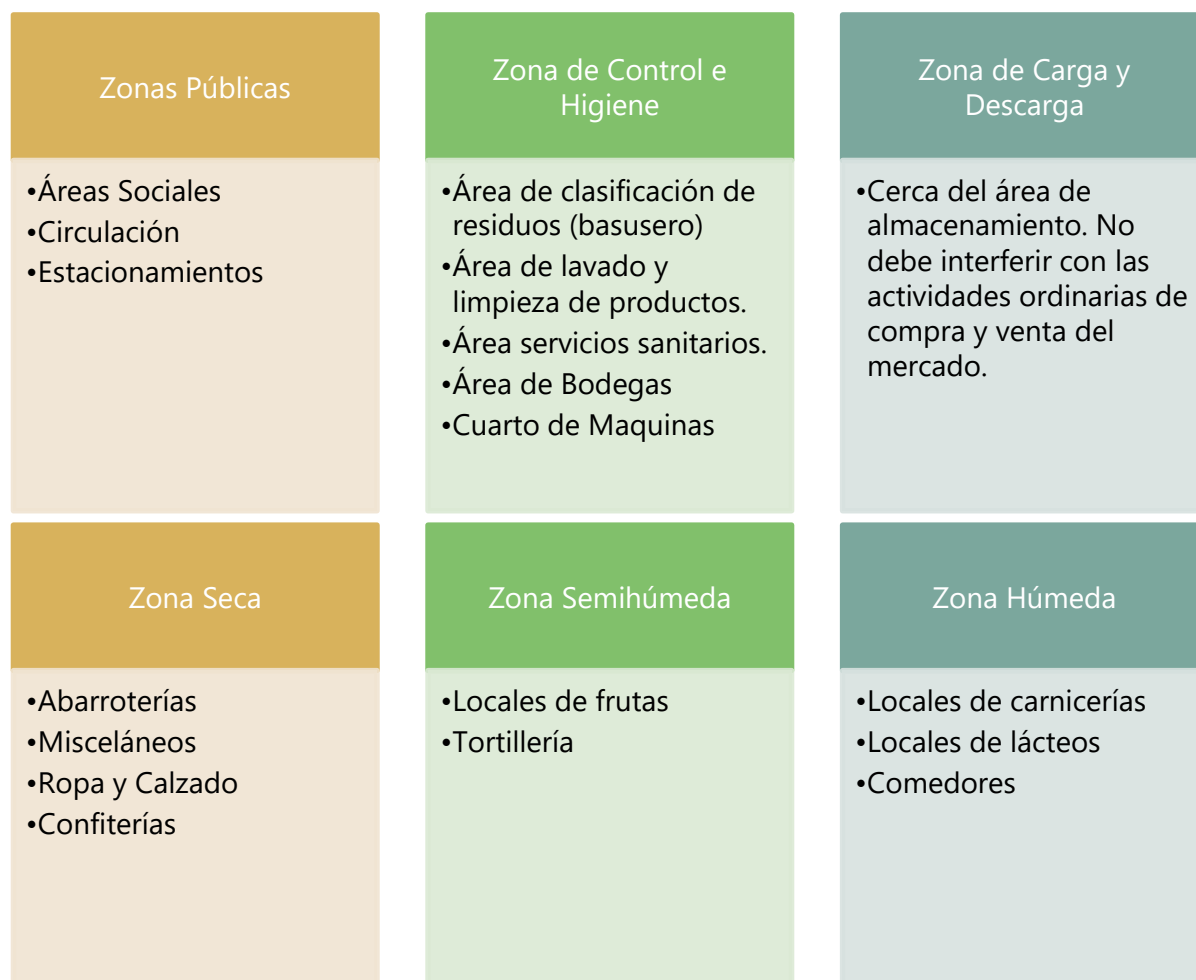 Zonas Públicas
•Áreas Sociales
•Circulación
•Estacionamientos
Zona de Control e
Higiene
•Área de clasificación de
residuos (basusero)
•Área de lavado y
limpieza de productos.
•Área servicios sanitarios.
•Área de Bodegas
•Cuarto de Maquinas
Zona de Carga y
Descarga
•Cerca del área de
almacenamiento. No
debe interferir con las
actividades ordinarias de
compra y venta del
mercado.
Zona Seca
•Abarroterías
•Misceláneos
•Ropa y Calzado
•Confiterías
Zona Semihúmeda
•Locales de frutas
•Tortillería
Zona Húmeda
•Locales de carnicerías
•Locales de lácteos
•Comedores